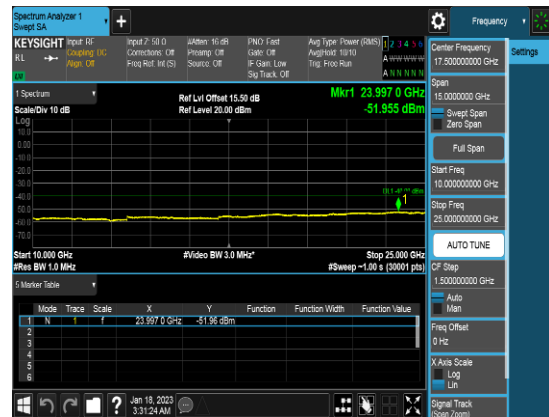 Spectrum Analyzer 1
Swept SA
+
Frequency
KEYSIGHT
RL
Input: RF
Coupling: DC
Align: Off
Input Z: 50 Ω
Corrections: Off
Freq Ref: Int (S)
#Atten: 16 dB
Preamp: Off
Source: Off
PNO: Fast
Gate: Off
IF Gain: Low
Sig Track: Off
Avg Type: Power (RMS)
Avg|Hold: 10/10
Trig: Free Run
1 2 3 4 5 6
A W W W W W
A N N N N N
1 Spectrum
Scale/Div 10 dB
Ref Lvl Offset 15.50 dB
Ref Level 20.00 dBm
Mkr1 23.997 0 GHz
-51.955 dBm
Log
10.0
0.00
-10.0
-20.0
-30.0
-40.0
-50.0
-60.0
-70.0
1
Start 10.000 GHz
#Res BW 1.0 MHz
#Video BW 3.0 MHz*
Stop 25.000 GHz
#Sweep ~1.00 s (30001 pts)
5 Marker Table
Mode Trace Scale X Y Function Function Width Function Value
1 N 1 f 23.997 0 GHz -51.96 dBm
2
3
4
5
6
Jan 18, 2023
3:31:24 AM
Center Frequency
17.500000000 GHz
Span
15.0000000 GHz
Swept Span
Zero Span
Full Span
Start Freq
10.000000000 GHz
Stop Freq
25.000000000 GHz
AUTO TUNE
CF Step
1.500000000 GHz
Auto
Man
Freq Offset
0 Hz
X Axis Scale
Log
Lin
Signal Track
(Span Zoom)
Settings